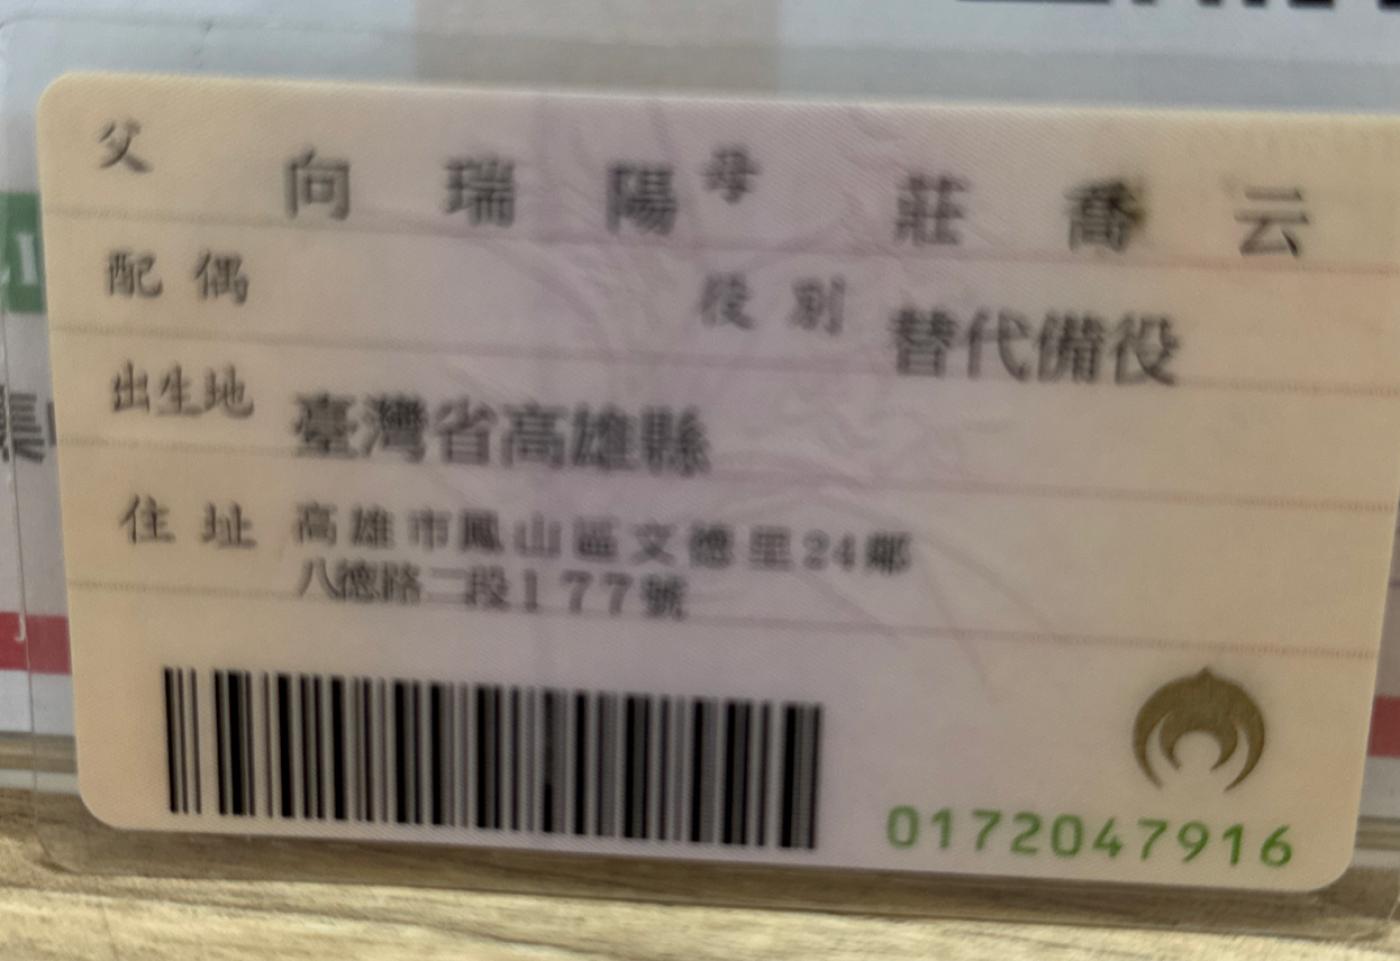 父 向瑞陽 母 莊喬云
配偶 役別 替代備役
出生地 臺灣省高雄縣
住址 高雄市鳳山區文德里24鄰
八德路二段177號
0172047916